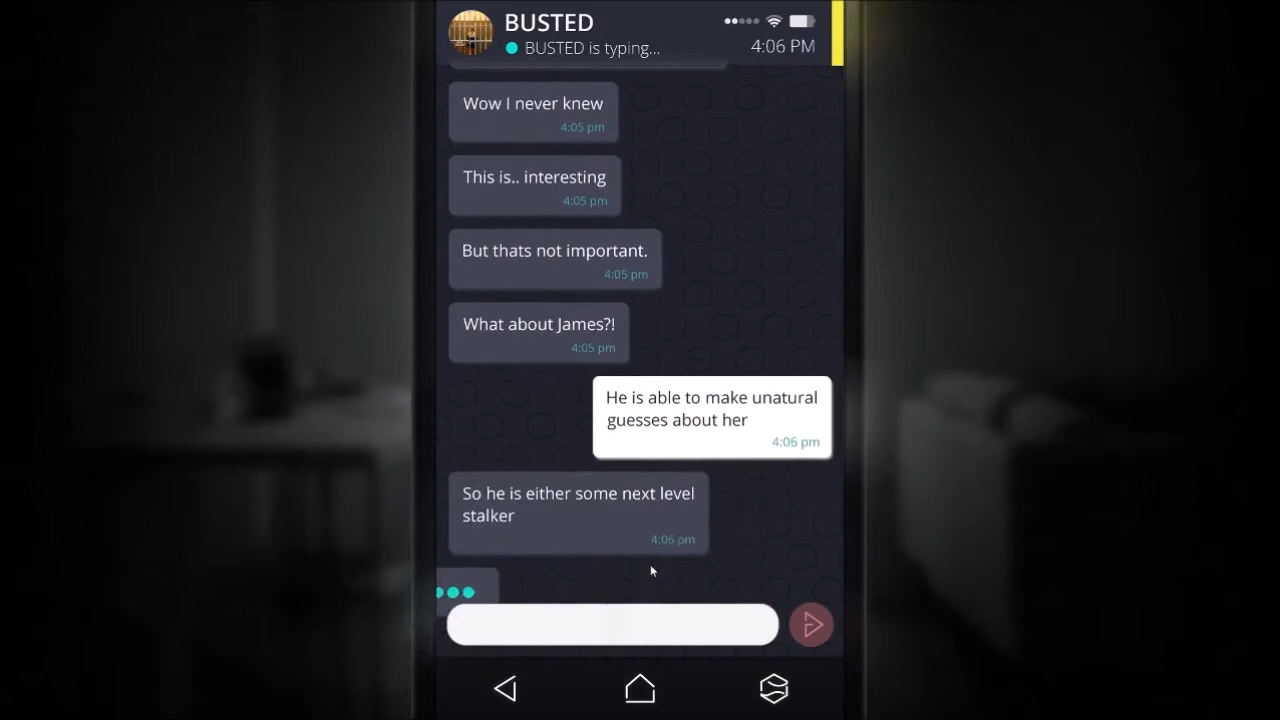 BUSTED
BUSTED is typing...
4:06 PM
Wow I never knew
4:05 pm
This is.. interesting
4:05 pm
But thats not important.
4:05 pm
What about James?!
4:05 pm
He is able to make unatural
guesses about her
4:06 pm
So he is either some next level
stalker
4:06 pm